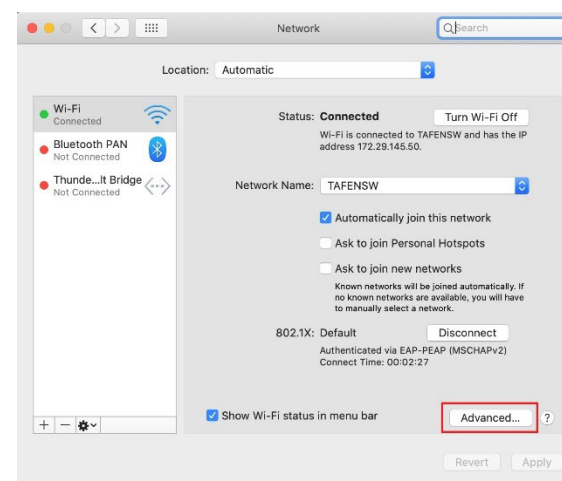 Network
Search
Location: Automatic
Wi-Fi
Connected
Bluetooth PAN
Not Connected
Thunde...lt Bridge
Not Connected
Status: Connected
Turn Wi-Fi Off
Wi-Fi is connected to TAFENSW and has the IP
address 172.29.145.50.
Network Name: TAFENSW
Automatically join this network
Ask to join Personal Hotspots
Ask to join new networks
Known networks will be joined automatically. If
no known networks are available, you will have
to manually select a network.
802.1X: Default
Disconnect
Authenticated via EAP-PEAP (MSCHAPv2)
Connect Time: 00:02:27
Show Wi-Fi status in menu bar
Advanced...
?
Revert
Apply